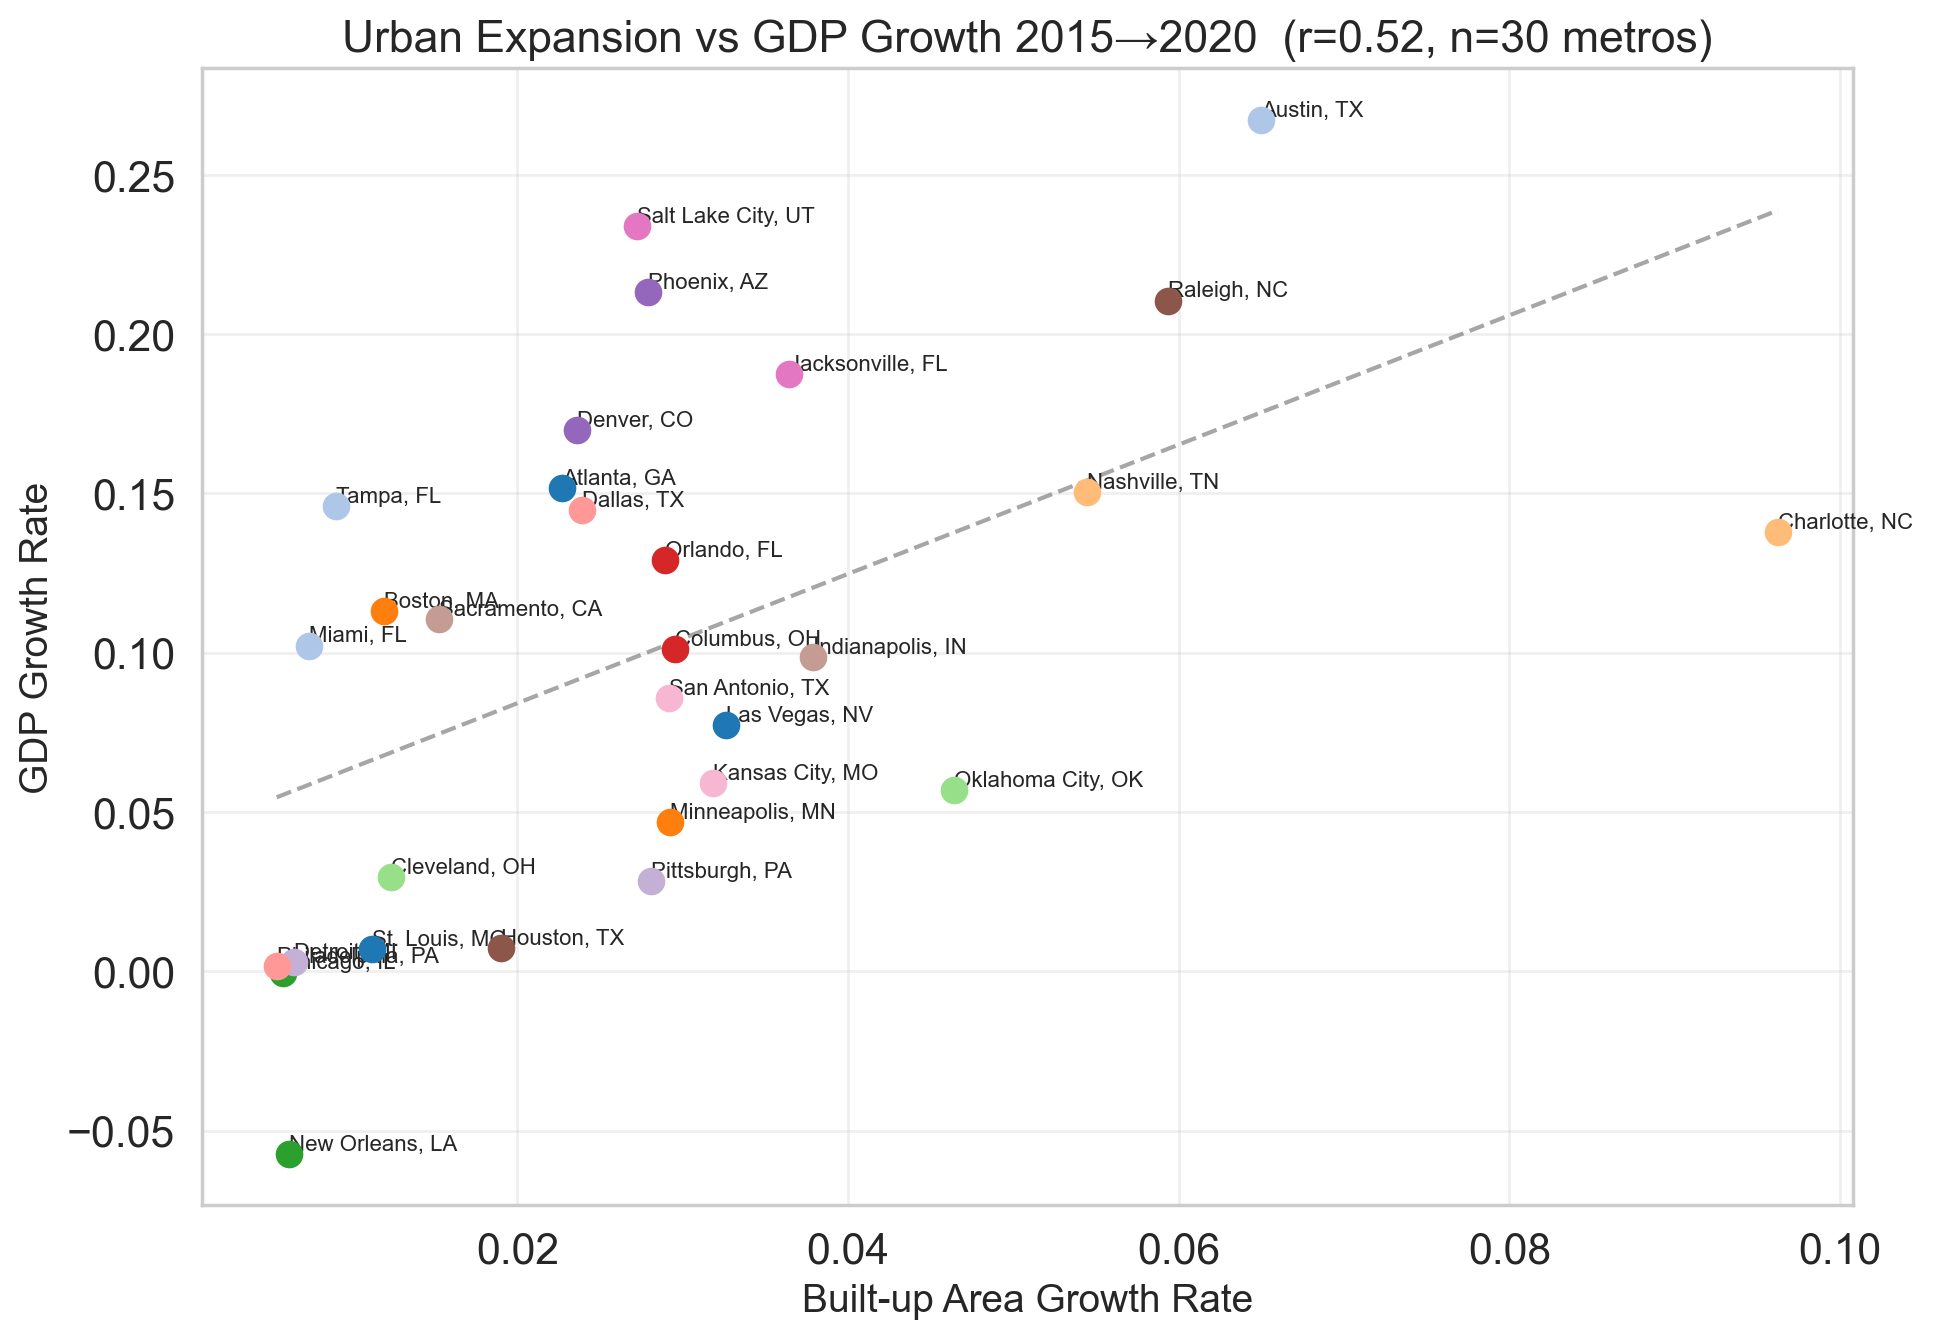 Urban Expansion vs GDP Growth 2015→2020 (r=0.52, n=30 metros)
Austin, TX
0.25
Salt Lake City, UT
Phoenix, AZ
Raleigh, NC
0.20
Jacksonville, FL
Denver, CO
Atlanta, GA
Nashville, TN
0.15
Tampa, FL
Dallas, TX
Charlotte, NC
Orlando, FL
Boston, MA
Sacramento, CA
Miami, FL
Columbus, OH
Indianapolis, IN
0.10
San Antonio, TX
Las Vegas, NV
Kansas City, MO
Oklahoma City, OK
0.05
Minneapolis, MN
Cleveland, OH
Pittsburgh, PA
St. Louis, MO
Houston, TX
Detroit,
PA
Chicago, IL
0.00
−0.05
New Orleans, LA
GDP Growth Rate
0.02
0.04
0.06
0.08
0.10
Built-up Area Growth Rate